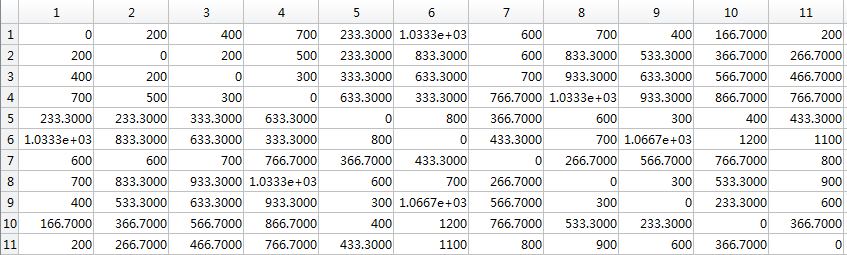 1 2 3 4 5 6 7 8 9 10 11
1 0 200 400 700 233.3000 1.0333e+03 600 700 400 166.7000 200
2 200 0 200 500 233.3000 833.3000 600 833.3000 533.3000 366.7000 266.7000
3 400 200 0 300 333.3000 633.3000 700 933.3000 633.3000 566.7000 466.7000
4 700 500 300 0 633.3000 333.3000 766.7000 1.0333e+03 933.3000 866.7000 766.7000
5 233.3000 233.3000 333.3000 633.3000 0 800 366.7000 600 300 400 433.3000
6 1.0333e+03 833.3000 633.3000 333.3000 800 0 433.3000 700 1.0667e+03 1200 1100
7 600 600 700 766.7000 366.7000 433.3000 0 266.7000 566.7000 766.7000 800
8 700 833.3000 933.3000 1.0333e+03 600 700 266.7000 0 300 533.3000 900
9 400 533.3000 633.3000 933.3000 300 1.0667e+03 566.7000 300 0 233.3000 600
10 166.7000 366.7000 566.7000 866.7000 400 1200 766.7000 533.3000 233.3000 0 366.7000
11 200 266.7000 466.7000 766.7000 433.3000 1100 800 900 600 366.7000 0